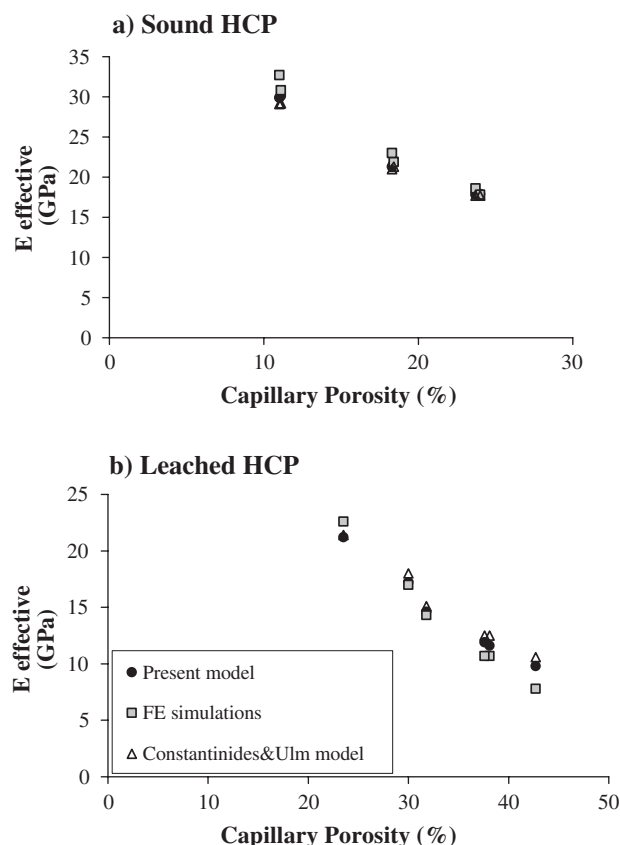 a) Sound HCP
35
30
25
20
15
10
5
0
E effective
((GPa)
0 10 20 30
Capillary Porosity (%)
b) Leached HCP
25
20
15
10
5
0
E effective
((GPa)
Present model
FE simulations
Constantinides&Ulm model
0 10 20 30 40 50
Capillary Porosity (%)